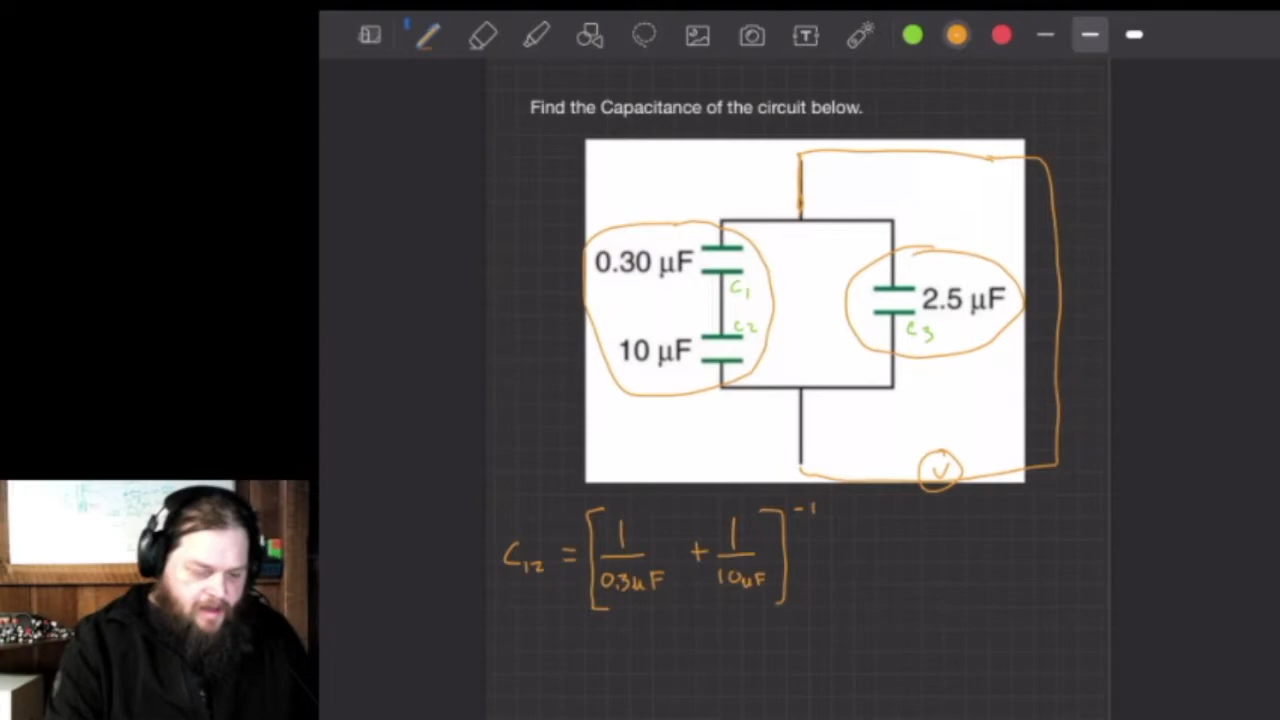 Find the Capacitance of the circuit below.
0.30 μF
C1
C2
10 μF
2.5 μF
C3
V
C12 = [1/0.3μF + 1/10μF]^-1